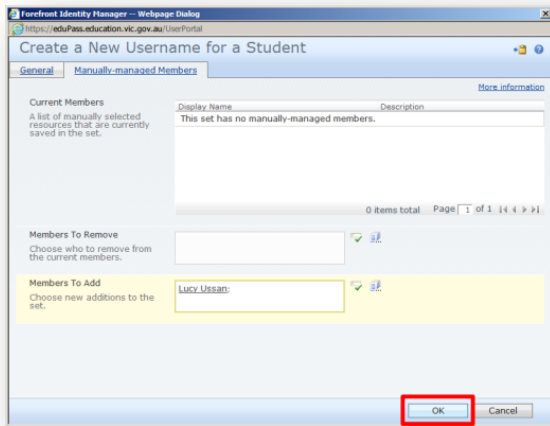 Forefront Identity Manager -- Webpage Dialog
https://eduPass.education.vic.gov.au/UserPortal
Create a New Username for a Student
General Manually-managed Members
More information
Current Members
A list of manually selected
resources that are currently
saved in the set.
Display Name Description
This set has no manually-managed members.
0 items total Page 1 of 1
Members To Remove
Choose who to remove from
the current members.
Members To Add
Choose new additions to the
set.
Lucy Ussan;
OK Cancel